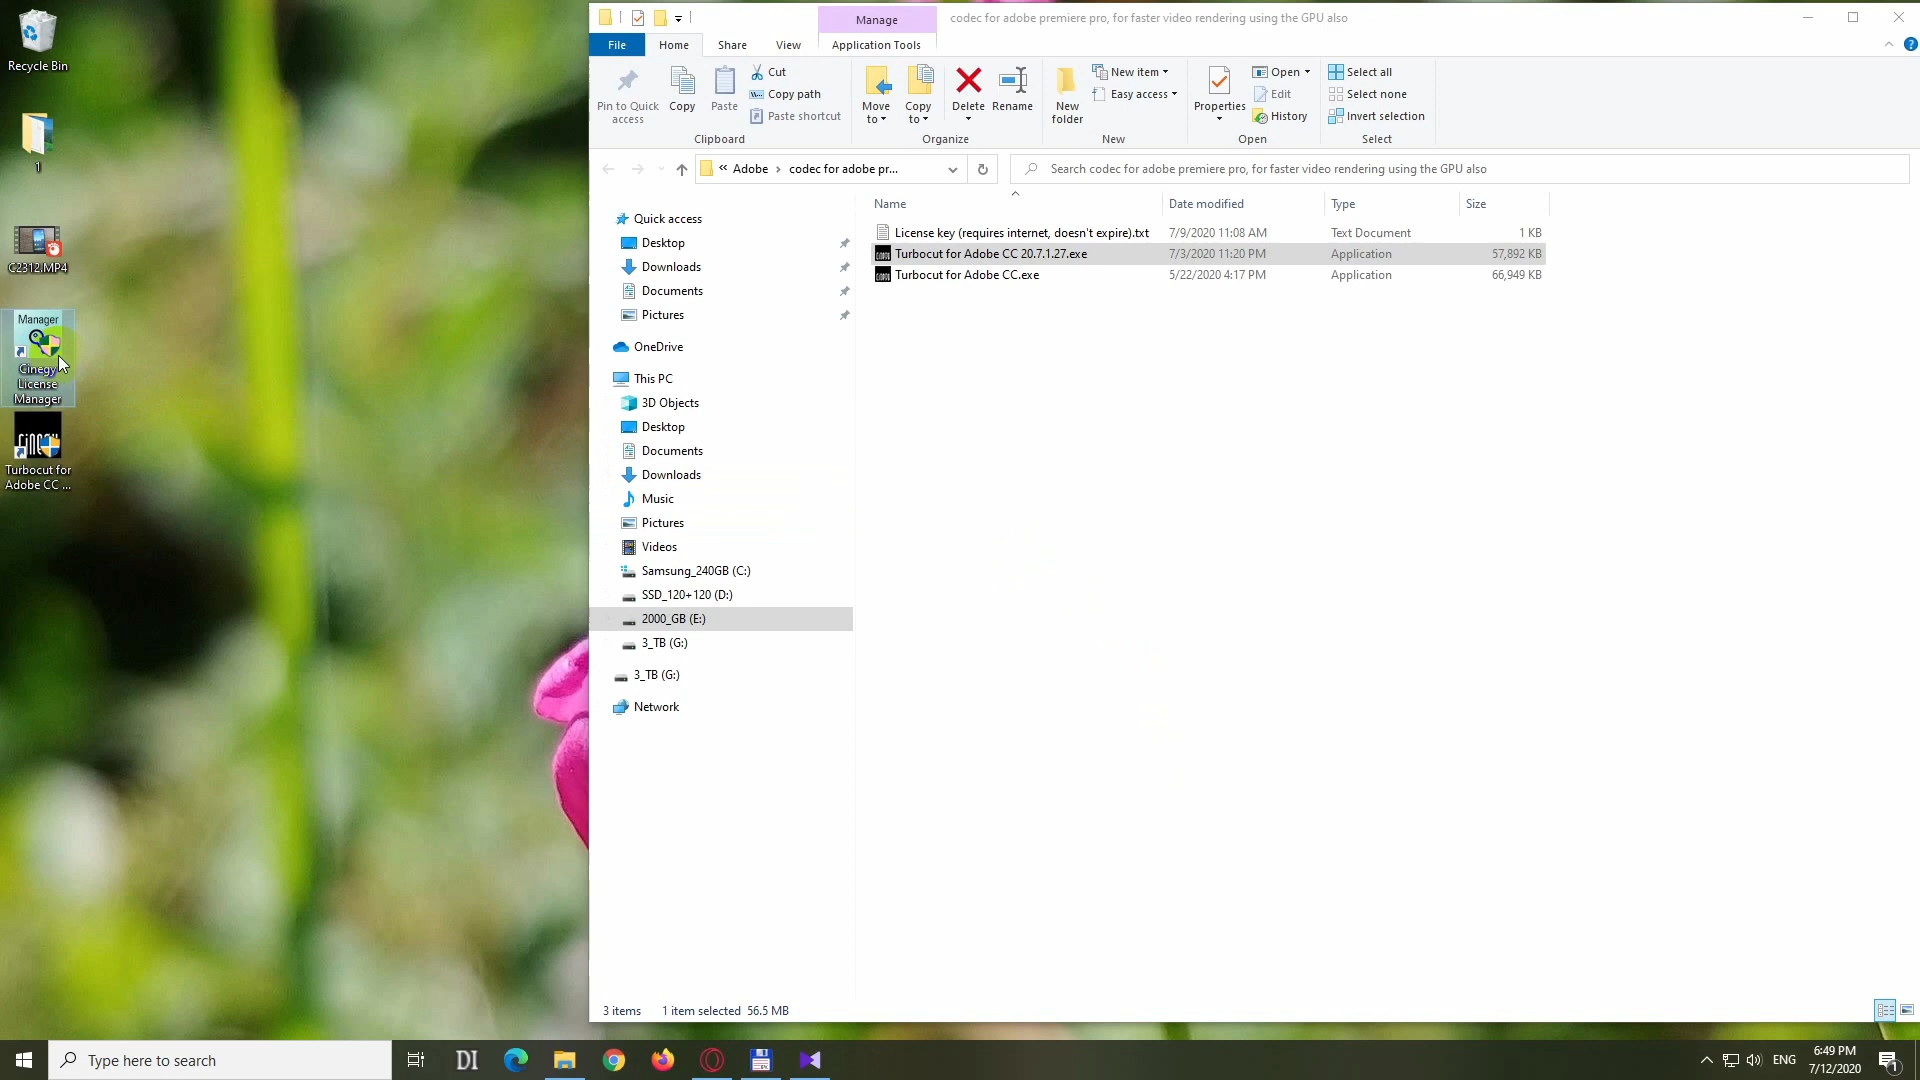 Recycle Bin
1
C2312.MP4
Manager
Cinegy
License
Manager
Turbocut for
Adobe CC ...
Manage
codec for adobe premiere pro, for faster video rendering using the GPU also
File
Home
Share
View
Application Tools
Pin to Quick
access
Copy
Paste
Cut
Copy path
Paste shortcut
Clipboard
Move
to
Copy
to
Delete
Rename
Organize
New
folder
New item
Easy access
New
Properties
Open
Edit
History
Open
Select all
Select none
Invert selection
Select
« Adobe › codec for adobe pr...
Search codec for adobe premiere pro, for faster video rendering using the GPU also
Quick access
Desktop
Downloads
Documents
Pictures
OneDrive
This PC
3D Objects
Desktop
Documents
Downloads
Music
Pictures
Videos
Samsung_240GB (C:)
SSD_120+120 (D:)
2000_GB (E:)
3_TB (G:)
3_TB (G:)
Network
Name Date modified Type Size
License key (requires internet, doesn't expire).txt 7/9/2020 11:08 AM Text Document 1 KB
Turbocut for Adobe CC 20.7.1.27.exe 7/3/2020 11:20 PM Application 57,892 KB
Turbocut for Adobe CC.exe 5/22/2020 4:17 PM Application 66,949 KB
3 items 1 item selected 56.5 MB
Type here to search
DI
ENG
6:49 PM
7/12/2020
1